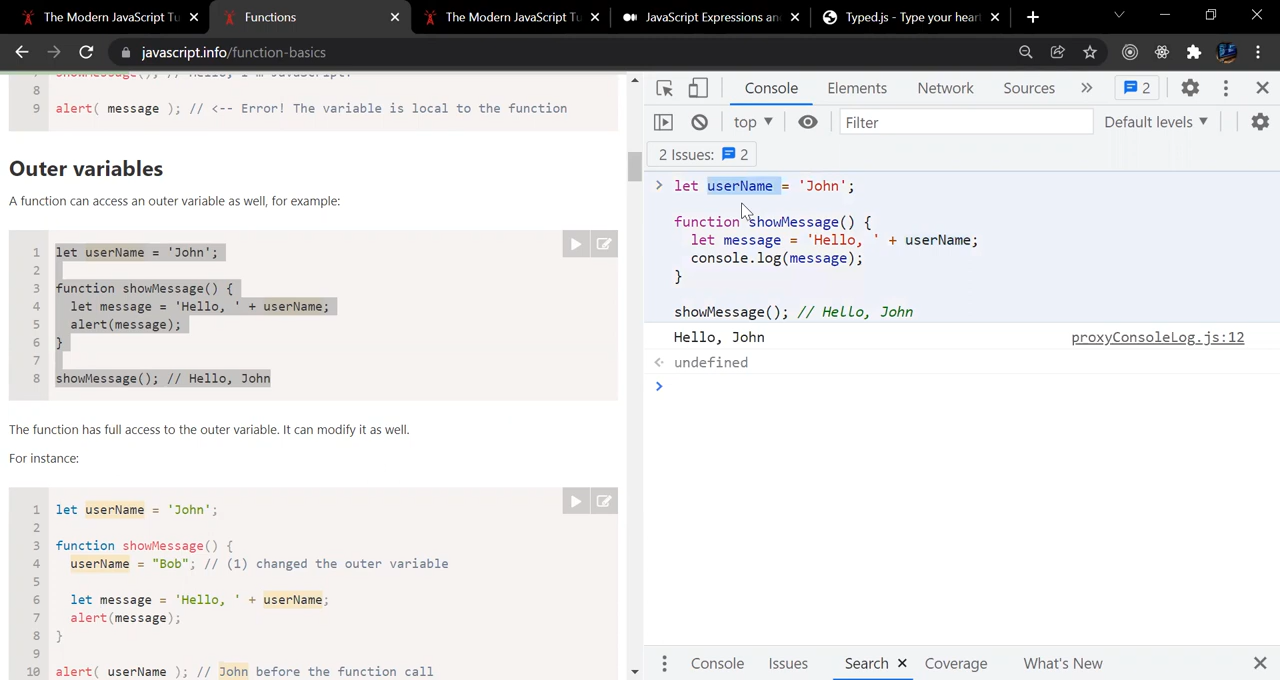 The Modern JavaScript Tu
Functions
The Modern JavaScript Tu
JavaScript Expressions an
Typed.js - Type your heart
javascript.info/function-basics
8
9 alert( message ); // <-- Error! The variable is local to the function
Outer variables
A function can access an outer variable as well, for example:
1 let userName = 'John';
2
3 function showMessage() {
4 let message = 'Hello, ' + userName;
5 alert(message);
6 }
7
8 showMessage(); // Hello, John
The function has full access to the outer variable. It can modify it as well.
For instance:
1 let userName = 'John';
2
3 function showMessage() {
4 userName = "Bob"; // (1) changed the outer variable
5
6 let message = 'Hello, ' + userName;
7 alert(message);
8 }
9
10 alert( userName ); // John before the function call
Console Elements Network Sources » 2
top ▼ Filter Default levels ▼
2 Issues: 2
> let userName = 'John';
function showMessage() {
let message = 'Hello, ' + userName;
console.log(message);
}
showMessage(); // Hello, John
Hello, John proxyConsoleLog.js:12
undefined
>
Console Issues Search Coverage What's New